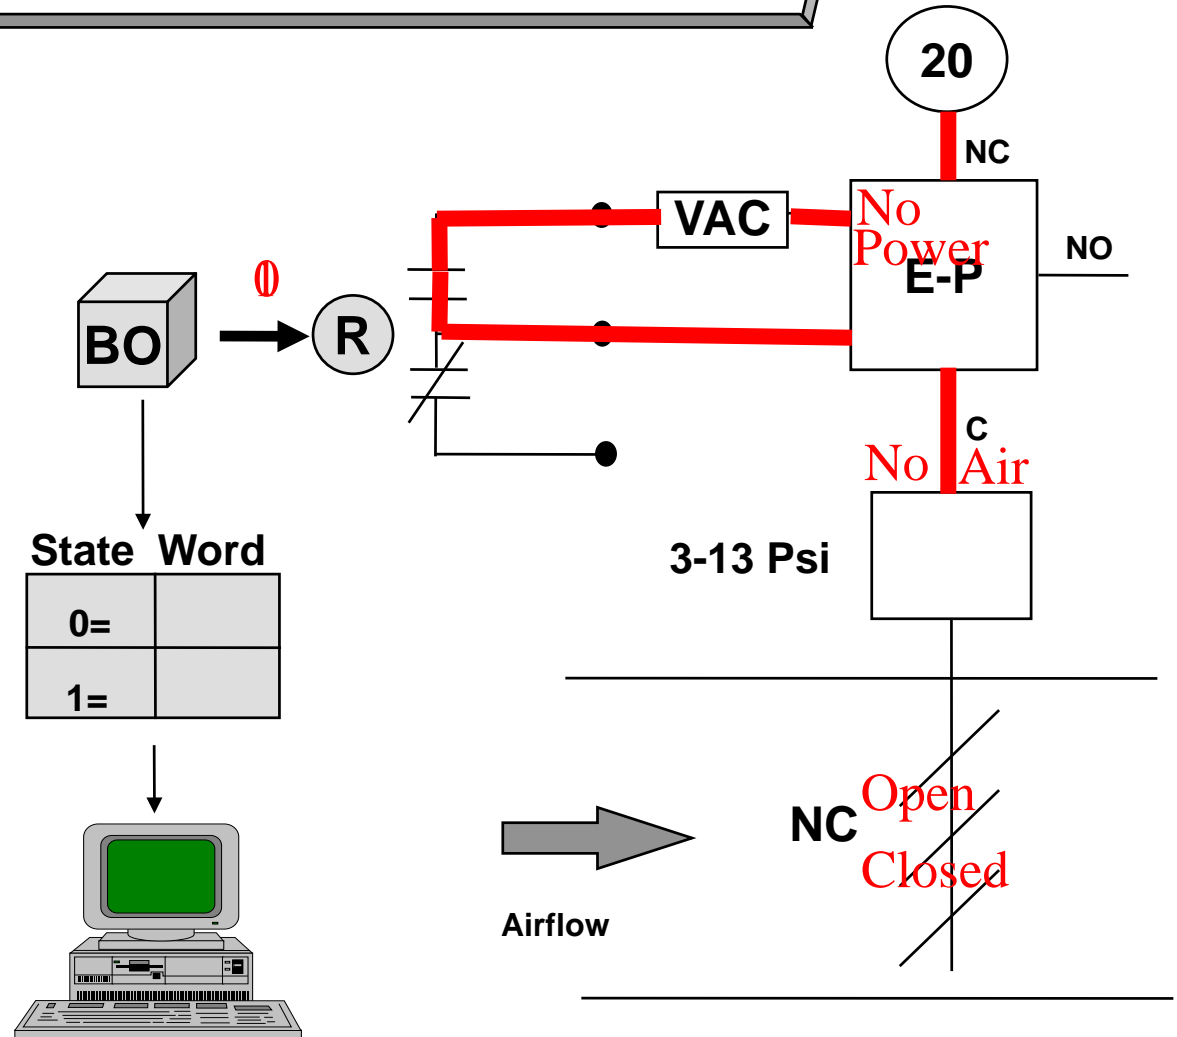 20
NC
VAC
No
Power
E-P
NO
BO
R
C
No Air
State Word
3-13 Psi
0=
1=
Open
NC
Closed
Airflow